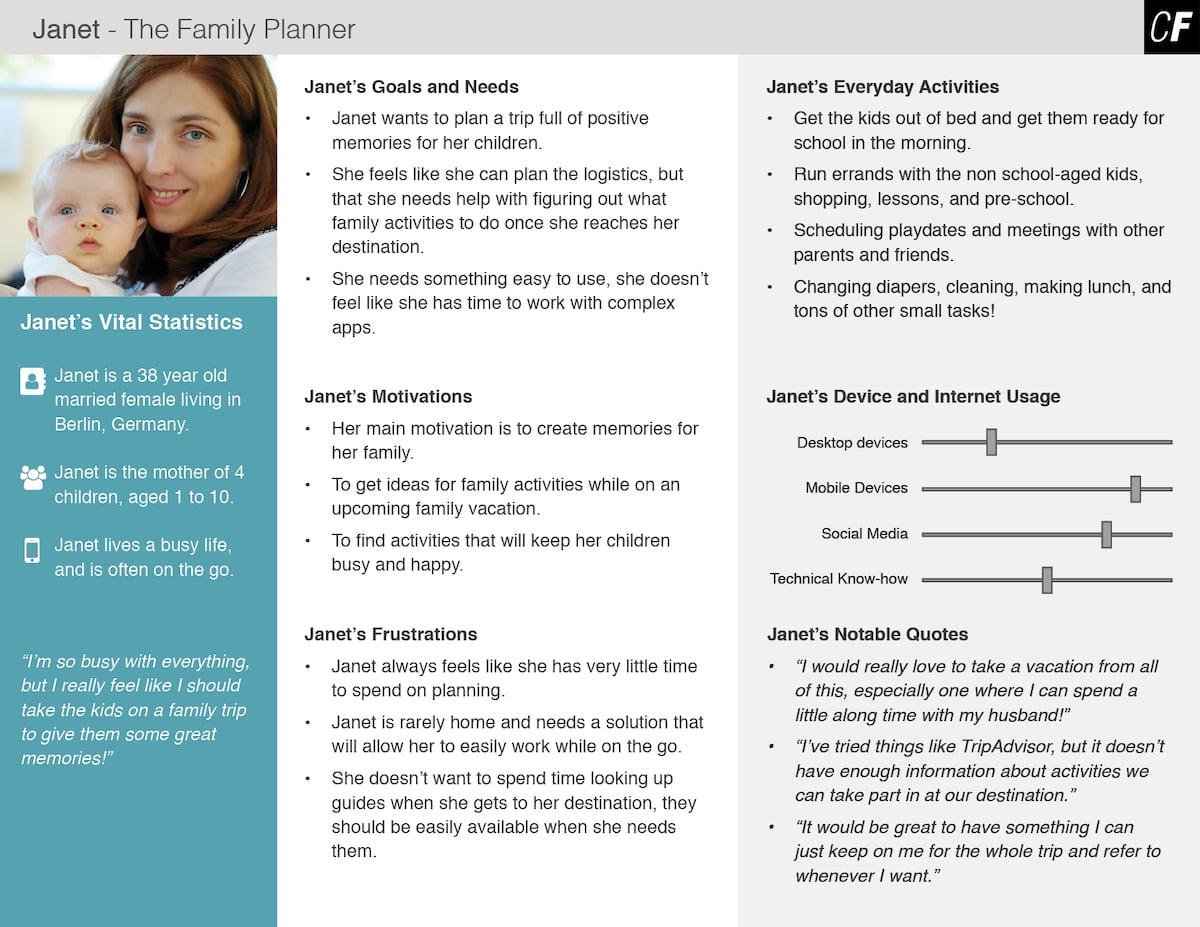 Janet - The Family Planner
CF
Janet’s Vital Statistics
Janet is a 38 year old
married female living in
Berlin, Germany.
Janet is the mother of 4
children, aged 1 to 10.
Janet lives a busy life,
and is often on the go.
“I’m so busy with everything,
but I really feel like I should
take the kids on a family trip
to give them some great
memories!”
Janet’s Goals and Needs
• Janet wants to plan a trip full of positive
memories for her children.
• She feels like she can plan the logistics, but
that she needs help with figuring out what
family activities to do once she reaches her
destination.
• She needs something easy to use, she doesn’t
feel like she has time to work with complex
apps.
Janet’s Motivations
• Her main motivation is to create memories for
her family.
• To get ideas for family activities while on an
upcoming family vacation.
• To find activities that will keep her children
busy and happy.
Janet’s Frustrations
• Janet always feels like she has very little time
to spend on planning.
• Janet is rarely home and needs a solution that
will allow her to easily work while on the go.
• She doesn’t want to spend time looking up
guides when she gets to her destination, they
should be easily available when she needs
them.
Janet’s Everyday Activities
• Get the kids out of bed and get them ready for
school in the morning.
• Run errands with the non school-aged kids,
shopping, lessons, and pre-school.
• Scheduling playdates and meetings with other
parents and friends.
• Changing diapers, cleaning, making lunch, and
tons of other small tasks!
Janet’s Device and Internet Usage
Desktop devices
Mobile Devices
Social Media
Technical Know-how
Janet’s Notable Quotes
• “I would really love to take a vacation from all
of this, especially one where I can spend a
little along time with my husband!”
• “I’ve tried things like TripAdvisor, but it doesn’t
have enough information about activities we
can take part in at our destination.”
• “It would be great to have something I can
just keep on me for the whole trip and refer to
whenever I want.”